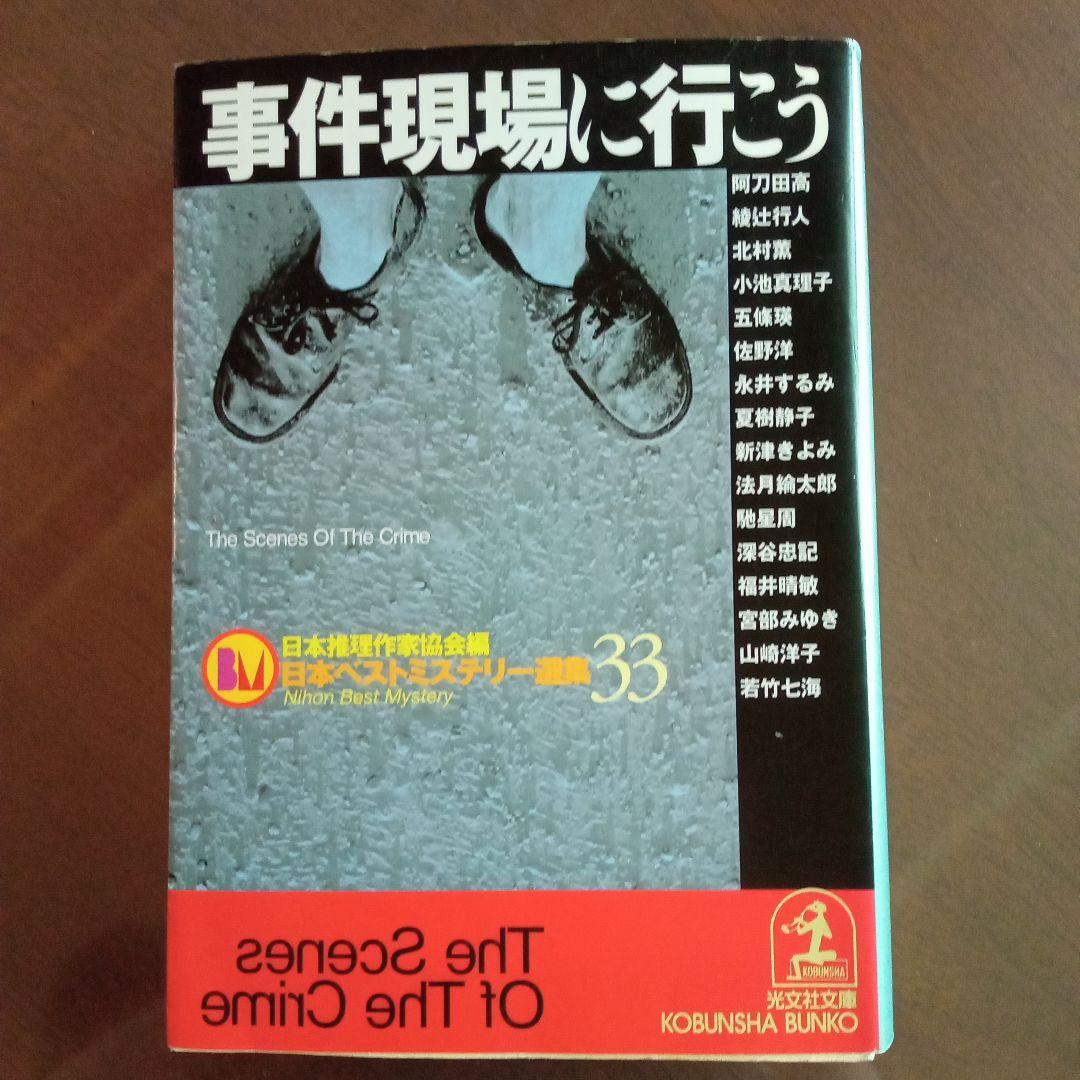 事件現場に行こう
阿刀田高
綾辻行人
北村薫
小池真理子
五條瑛
佐野洋
永井するみ
夏樹静子
新津きよみ
法月綸太郎
馳星周
深谷忠記
福井晴敏
宮部みゆき
山崎洋子
若竹七海
The Scenes Of The Crime
BM
日本推理作家協会編
日本ベストミステリー選集33
Nihon Best Mystery
The Scenes
Of The Crime
KOBUNSHA
光文社文庫
KOBUNSHA BUNKO